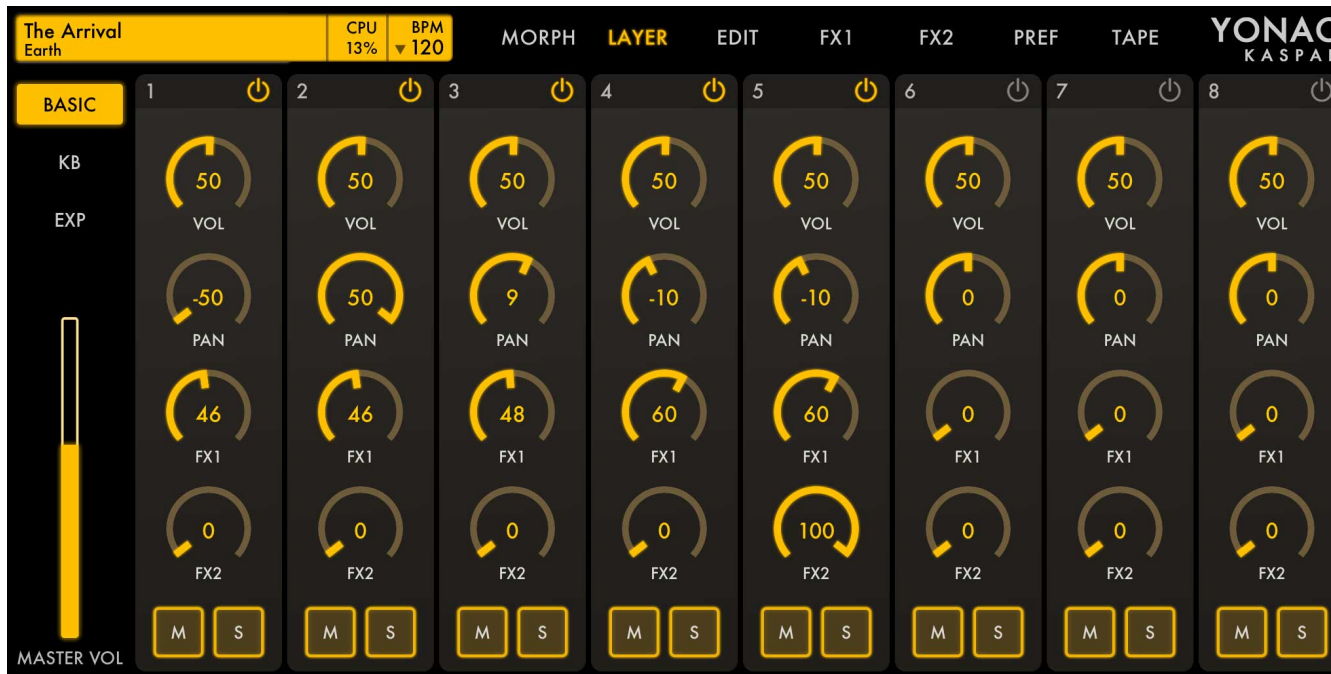 The Arrival
Earth
CPU
13%
BPM
▼120
MORPH LAYER EDIT FX1 FX2 PREF TAPE
YONAC
KASPAR
BASIC
KB
EXP
MASTER VOL
1 2 3 4 5 6 7 8
50 50 50 50 50 50 50 50
VOL VOL VOL VOL VOL VOL VOL VOL
-50 50 9 -10 -10 0 0 0
PAN PAN PAN PAN PAN PAN PAN PAN
46 46 48 60 60 0 0 0
FX1 FX1 FX1 FX1 FX1 FX1 FX1 FX1
0 0 0 0 100 0 0 0
FX2 FX2 FX2 FX2 FX2 FX2 FX2 FX2
M S M S M S M S M S M S M S M S